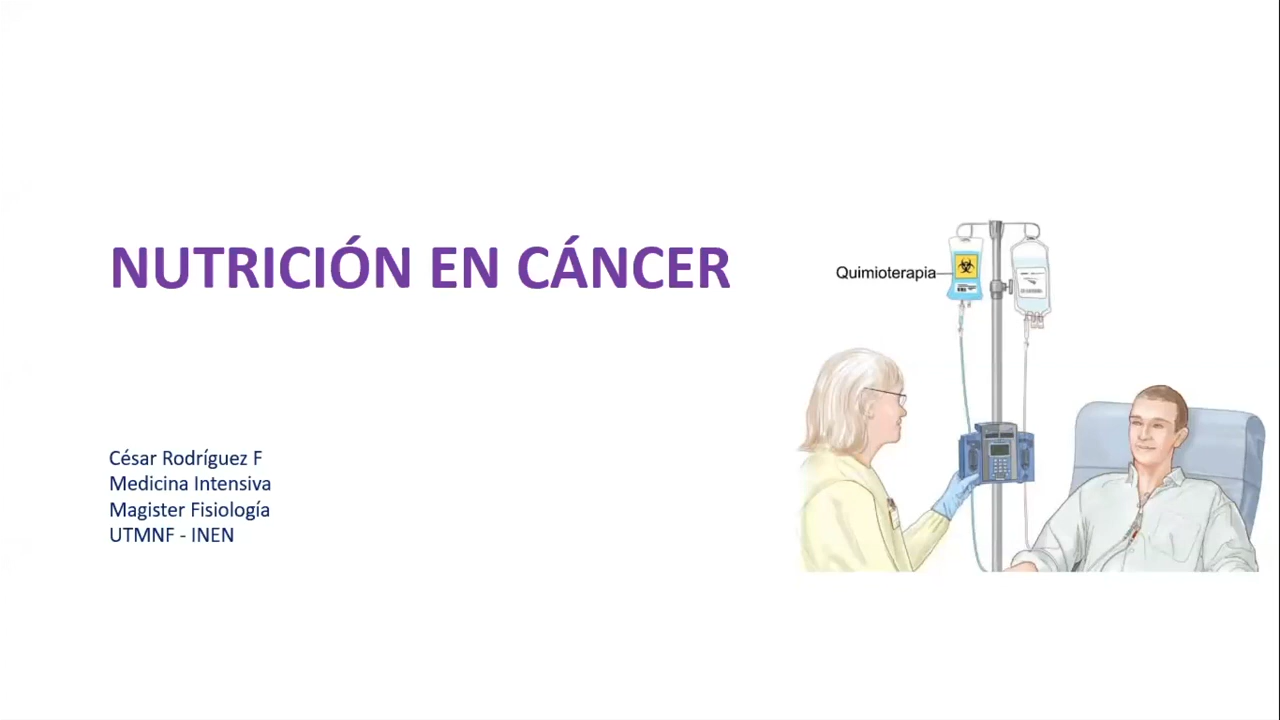 NUTRICIÓN EN CÁNCER
Quimioterapia
César Rodríguez F
Medicina Intensiva
Magister Fisiología
UTMNF - INEN